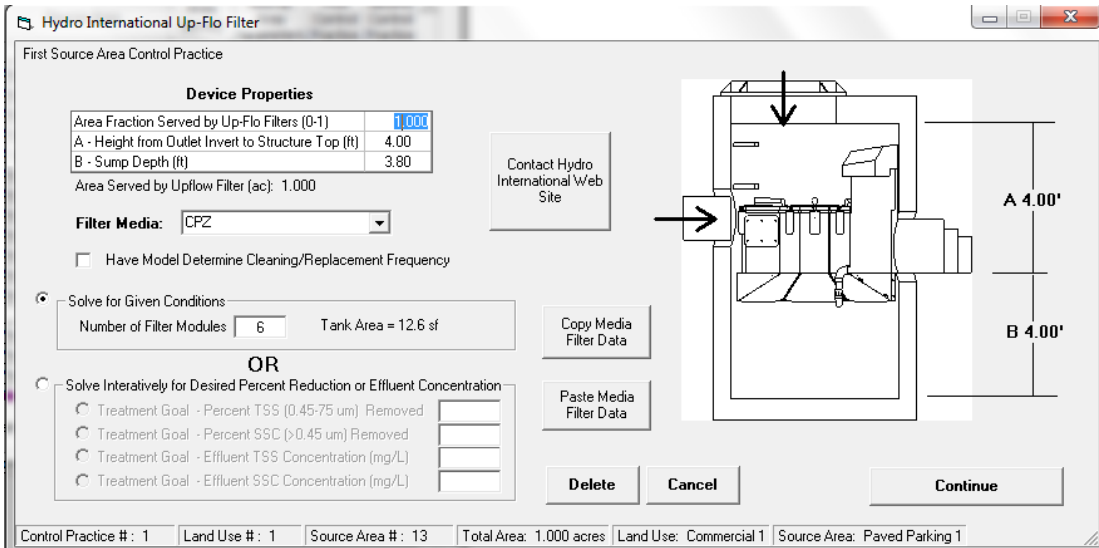 Hydro International Up-Flo Filter
First Source Area Control Practice
Device Properties
Area Fraction Served by Up-Flo Filters (0-1) 1.000
A - Height from Outlet Invert to Structure Top (ft) 4.00
B - Sump Depth (ft) 3.80
Area Served by Upflow Filter (ac): 1.000
Filter Media: CPZ
Have Model Determine Cleaning/Replacement Frequency
Solve for Given Conditions
Number of Filter Modules 6 Tank Area = 12.6 sf
OR
Solve Interatively for Desired Percent Reduction or Effluent Concentration
Treatment Goal - Percent TSS (0.45-75 um) Removed
Treatment Goal - Percent SSC (>0.45 um) Removed
Treatment Goal - Effluent TSS Concentration (mg/L)
Treatment Goal - Effluent SSC Concentration (mg/L)
Contact Hydro
International Web
Site
Copy Media
Filter Data
Paste Media
Filter Data
A 4.00'
B 4.00'
Delete
Cancel
Continue
Control Practice # : 1 Land Use # : 1 Source Area # : 13 Total Area: 1.000 acres Land Use: Commercial 1 Source Area: Paved Parking 1